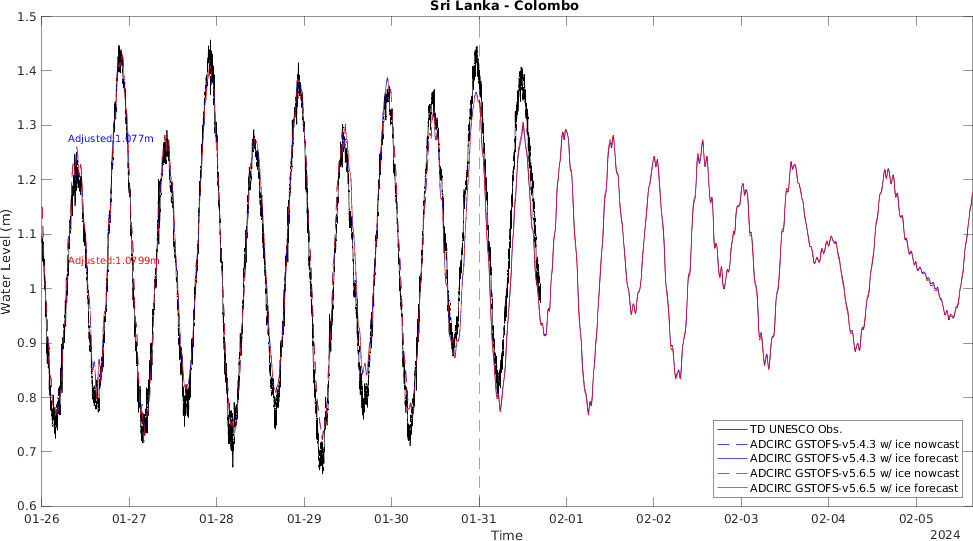 Sri Lanka - Colombo
1.5
1.4
1.3
1.2
1.1
1
0.9
0.8
0.7
0.6
Water Level (m)
Adjusted:1.077m
Adjusted:1.0799m
TD UNESCO Obs.
ADCIRC GSTOFS-v5.4.3 w/ ice nowcast
ADCIRC GSTOFS-v5.4.3 w/ ice forecast
ADCIRC GSTOFS-v5.6.5 w/ ice nowcast
ADCIRC GSTOFS-v5.6.5 w/ ice forecast
01-26 01-27 01-28 01-29 01-30 01-31 02-01 02-02 02-03 02-04 02-05
Time
2024